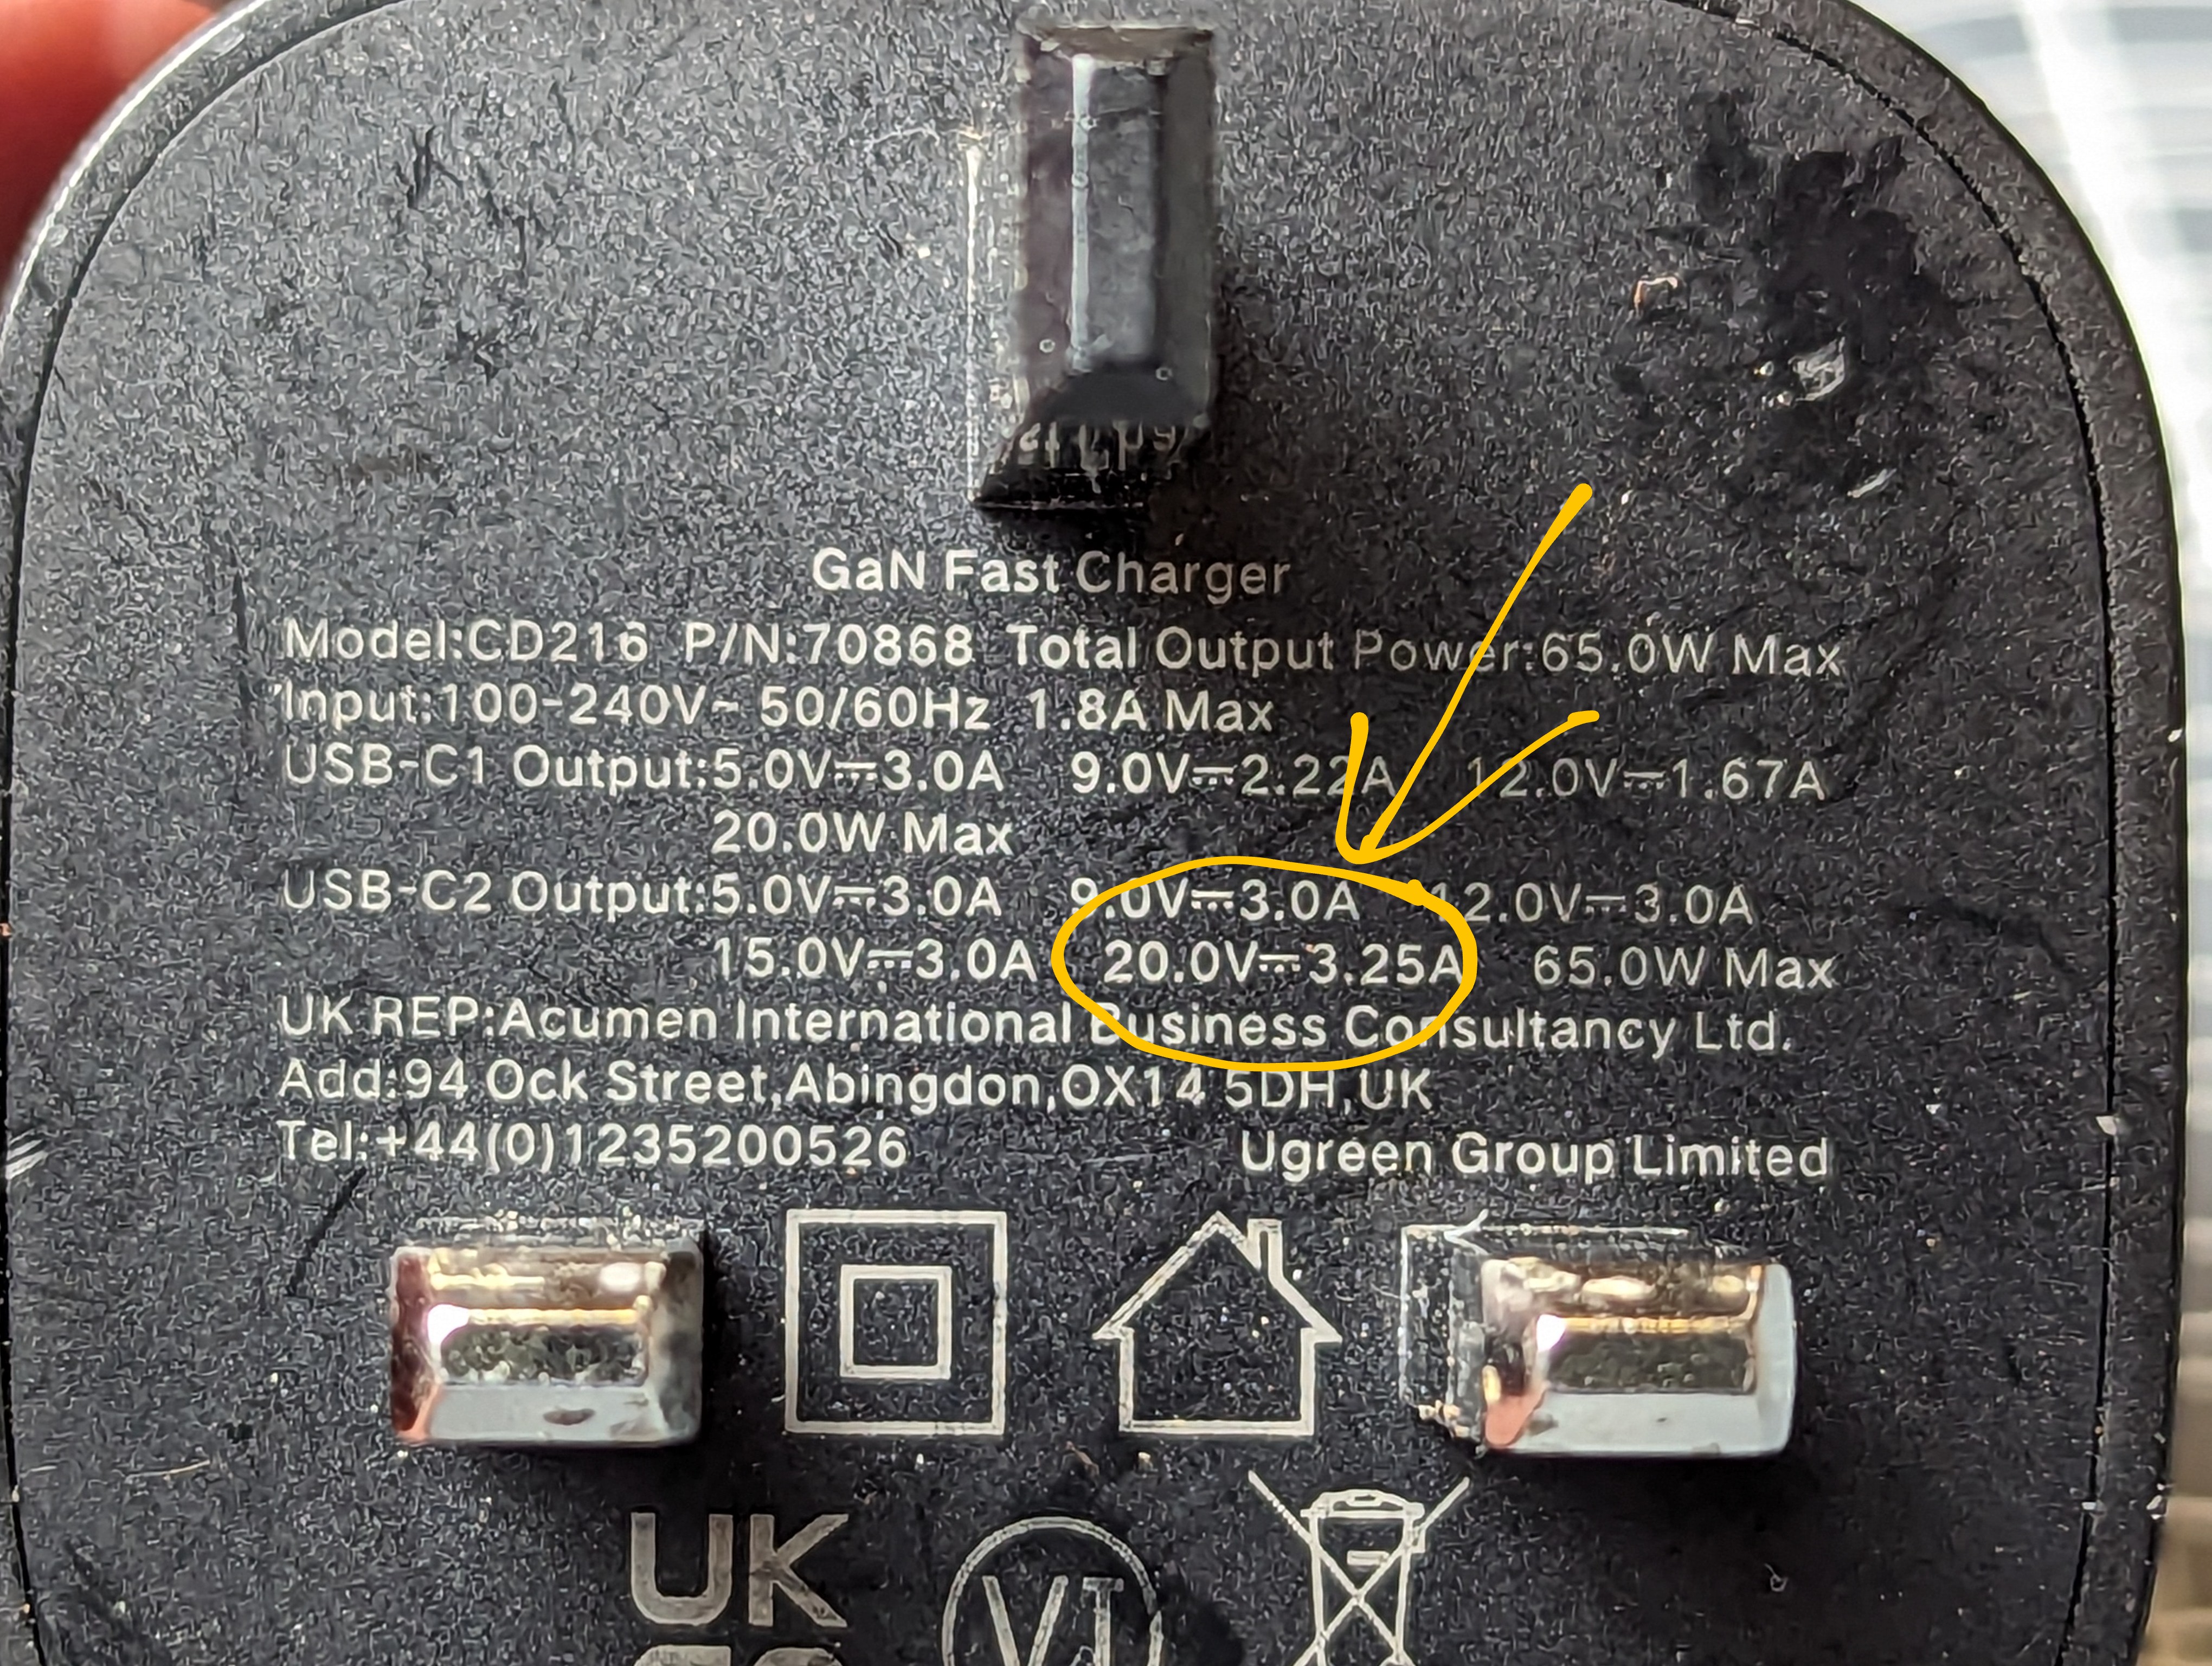 GaN Fast Charger
Model:CD216 P/N:70868 Total Output Power:65.0W Max
Input:100-240V~ 50/60Hz 1.8A Max
USB-C1 Output:5.0V⎓3.0A 9.0V⎓2.22A 12.0V⎓1.67A
20.0W Max
USB-C2 Output:5.0V⎓3.0A 9.0V⎓3.0A 12.0V⎓3.0A
15.0V⎓3.0A 20.0V⎓3.25A 65.0W Max
UK REP:Acumen International Business Consultancy Ltd.
Add:94 Ock Street,Abingdon,OX14 5DH,UK
Tel:+44(0)1235200526 Ugreen Group Limited
UK
VI